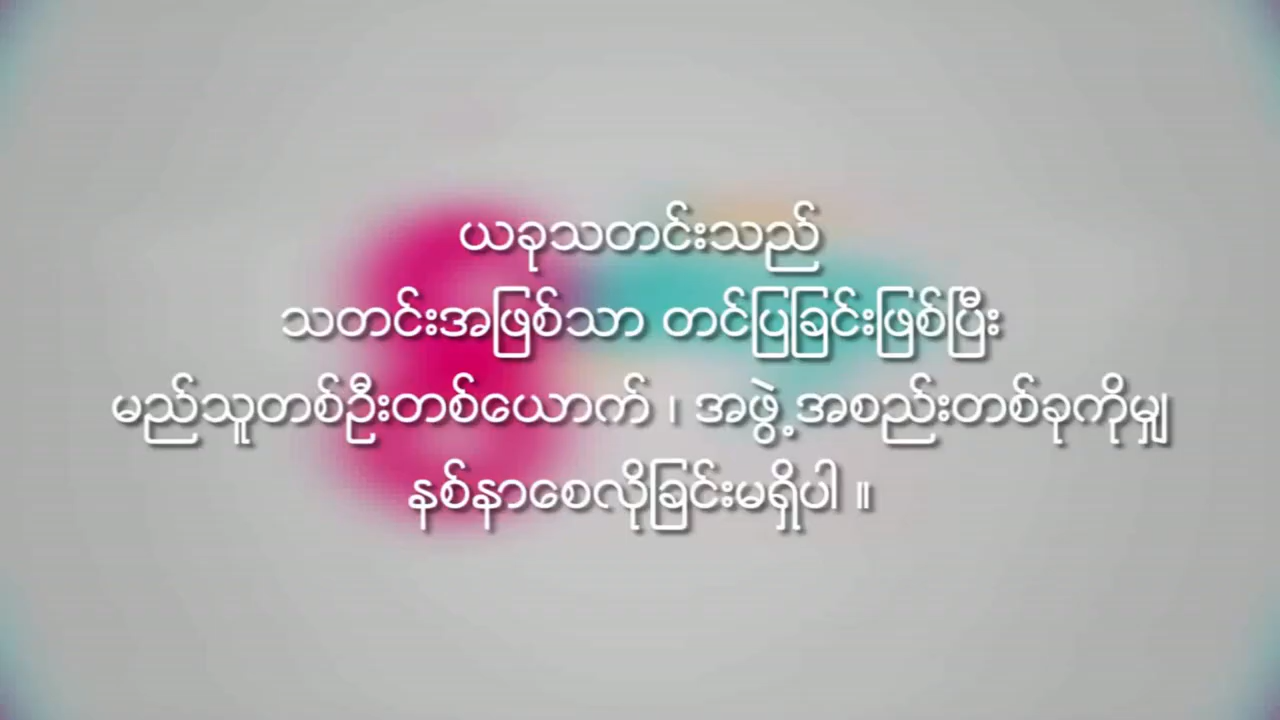 ယခုသတင်းသည်
သတင်းအဖြစ်သာ တင်ပြခြင်းဖြစ်ပြီး
မည်သူတစ်ဦးတစ်ယောက် ၊ အဖွဲ့အစည်းတစ်ခုကိုမျှ
နစ်နာစေလိုခြင်းမရှိပါ ။